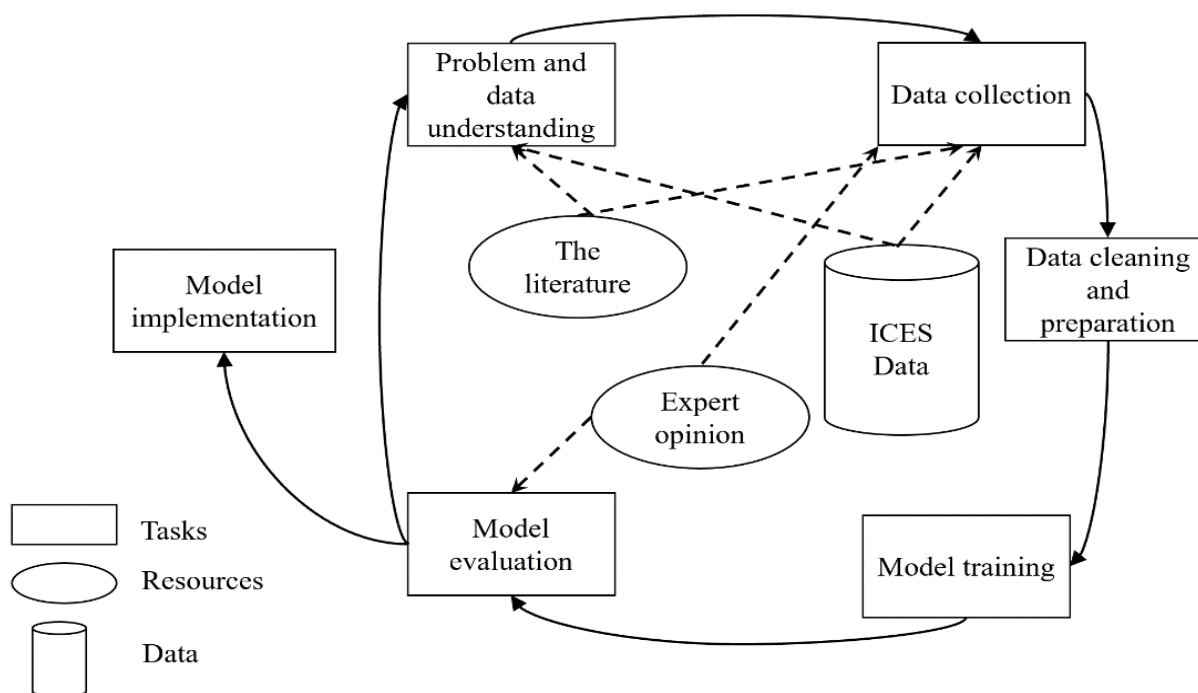 Problem and
data
understanding
Data collection
The
literature
Data cleaning
and
preparation
Model
implementation
ICES
Data
Expert
opinion
Model
evaluation
Model training
Tasks
Resources
Data